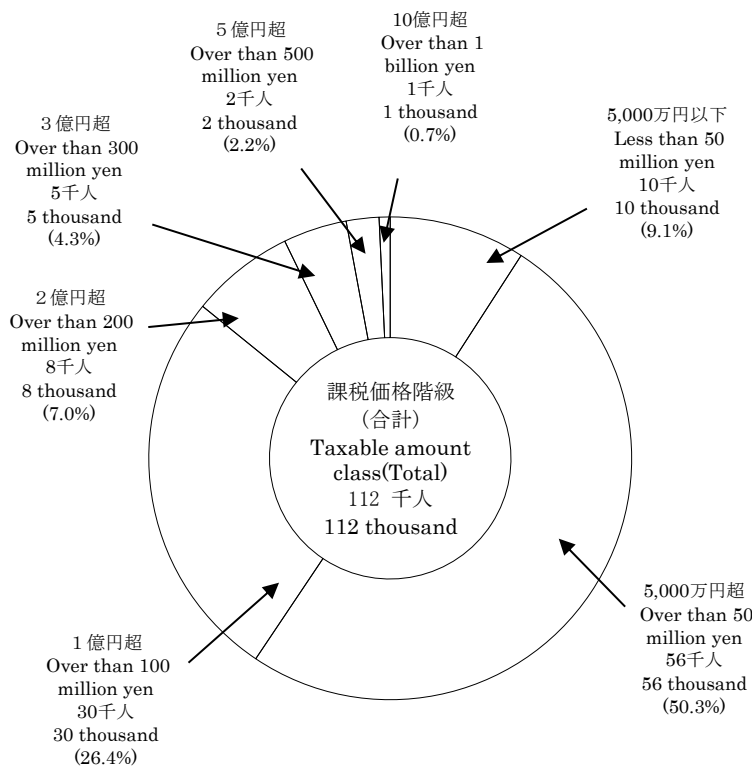 10億円超
Over than 1
billion yen
1千人
1 thousand
(0.7%)
5億円超
Over than 500
million yen
2千人
2 thousand
(2.2%)
3億円超
Over than 300
million yen
5千人
5 thousand
(4.3%)
2億円超
Over than 200
million yen
8千人
8 thousand
(7.0%)
1億円超
Over than 100
million yen
30千人
30 thousand
(26.4%)
5,000万円以下
Less than 50
million yen
10千人
10 thousand
(9.1%)
5,000万円超
Over than 50
million yen
56千人
56 thousand
(50.3%)
課税価格階級
(合計)
Taxable amount
class(Total)
112 千人
112 thousand